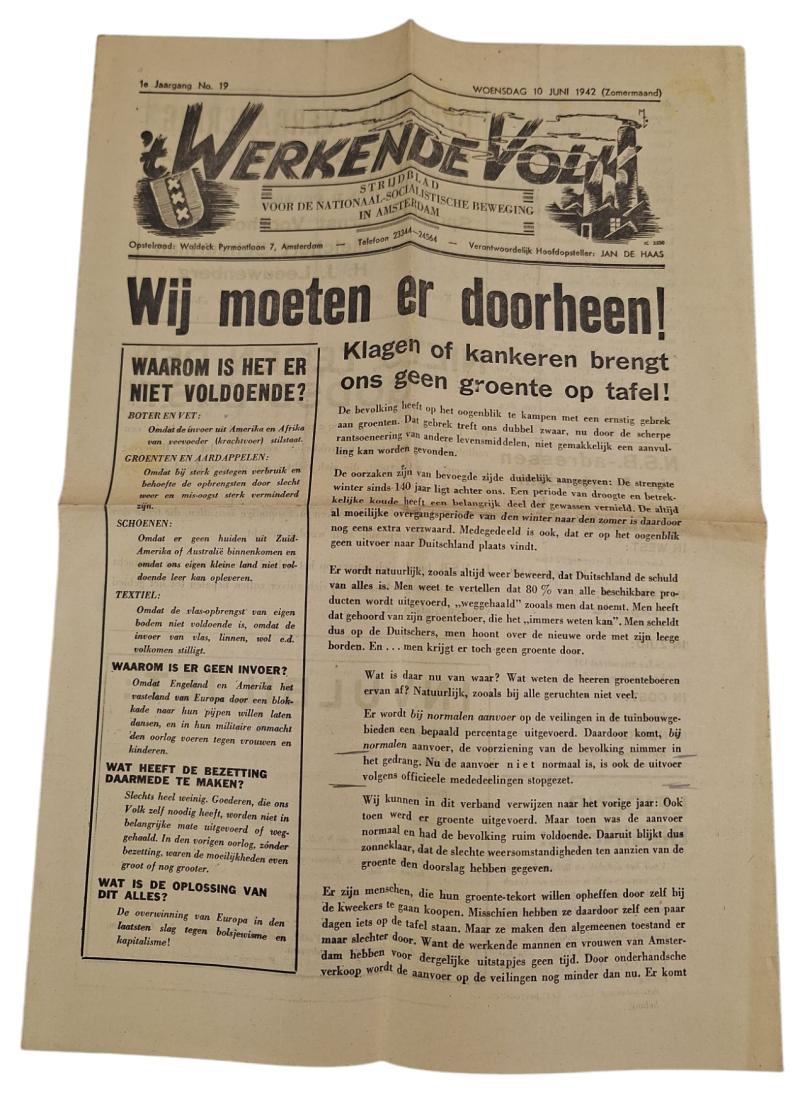 1e Jaargang No. 19
WOENSDAG 10 JUNI 1942 (Zomermaand)
't WERKENDE VOLK
STRIJDBLAD
VOOR DE NATIONAAL-SOCIALISTISCHE BEWEGING
IN AMSTERDAM
Opstelraad: Waldeck Pyrmontlaan 7, Amsterdam — Telefoon 23344–24564 — Verantwoordelijk Hoofdopsteller: JAN DE HAAS
Wij moeten er doorheen!
WAAROM IS HET ER
NIET VOLDOENDE?
BOTER EN VET:
Omdat de invoer uit Amerika en Afrika
van veevoeder (krachtvoer) stilstaat.
GROENTEN EN AARDAPPELEN:
Omdat bij sterk gestegen verbruik en
behoefte de opbrengsten door slecht
weer en mis-oogst sterk verminderd
zijn.
SCHOENEN:
Omdat er geen huiden uit Zuid-
Amerika of Australië binnenkomen en
omdat ons eigen kleine land niet vol-
doende leer kan opleveren.
TEXTIEL:
Omdat de vlas-opbrengst van eigen
bodem niet voldoende is, omdat de
invoer van vlas, linnen, wol e.d.
volkomen stilligt.
WAAROM IS ER GEEN INVOER?
Omdat Engeland en Amerika het
vasteland van Europa door een blok-
kade naar hun pijpen willen laten
dansen, en in hun militaire onmacht
den oorlog voeren tegen vrouwen en
kinderen.
WAT HEEFT DE BEZETTING
DAARMEDE TE MAKEN?
Slechts heel weinig. Goederen, die ons
Volk zelf noodig heeft, worden niet in
belangrijke mate uitgevoerd of weg-
gehaald. In den vorigen oorlog, zónder
bezetting, waren de moeilijkheden even
groot of nog grooter.
WAT IS DE OPLOSSING VAN
DIT ALLES?
De overwinning van Europa in den
laatsten slag tegen bolsjewisme en
kapitalisme!
Klagen of kankeren brengt
ons geen groente op tafel!
De bevolking heeft op het oogenblik te kampen met een ernstig gebrek
aan groenten. Dat gebrek treft ons dubbel zwaar, nu door de scherpe
rantsoeneering van andere levensmiddelen, niet gemakkelijk een aanvul-
ling kan worden gevonden.
De oorzaken zijn van bevoegde zijde duidelijk aangegeven: De strengste
winter sinds 140 jaar ligt achter ons. Een periode van droogte en betrek-
kelijke koude heeft een belangrijk deel der gewassen vernield. De altijd
al moeilijke overgangsperiode van den winter naar den zomer is daardoor
nog eens extra verzwaard. Medegedeeld is ook, dat er op het oogenblik
geen uitvoer naar Duitschland plaats vindt.
Er wordt natuurlijk, zooals altijd weer beweerd, dat Duitschland de schuld
van alles is. Men weet te vertellen dat 80 % van alle beschikbare pro-
ducten wordt uitgevoerd, „weggehaald” zooals men dat noemt. Men heeft
dat gehoord van zijn groenteboer, die het „immers weten kan”. Men scheldt
dus op de Duitschers, men hoont over de nieuwe orde met zijn leege
borden. En . . . men krijgt er toch geen groente door.
Wat is daar nu van waar? Wat weten de heeren groenteboeren
ervan af? Natuurlijk, zooals bij alle geruchten niet veel.
Er wordt bij normalen aanvoer op de veilingen in de tuinbouwge-
bieden een bepaald percentage uitgevoerd. Daardoor komt, bij
normalen aanvoer, de voorziening van de bevolking nimmer in
het gedrang. Nu de aanvoer niet normaal is, is ook de uitvoer
volgens officieele mededeelingen stopgezet.
Wij kunnen in dit verband verwijzen naar het vorige jaar: Ook
toen werd er groente uitgevoerd. Maar toen was de aanvoer
normaal en had de bevolking ruim voldoende. Daaruit blijkt dus
zonneklaar, dat de slechte weersomstandigheden ten aanzien van de
groente den doorslag hebben gegeven.
Er zijn menschen, die hun groente-tekort willen opheffen door zelf bij
de kweekers te gaan koopen. Misschien hebben ze daardoor zelf een paar
dagen iets op de tafel staan. Maar ze maken den algemeenen toestand er
maar slechter door. Want de werkende mannen en vrouwen van Amster-
dam hebben voor dergelijke uitstapjes geen tijd. Door onderhandsche
verkoop wordt de aanvoer op de veilingen nog minder dan nu. Er komt